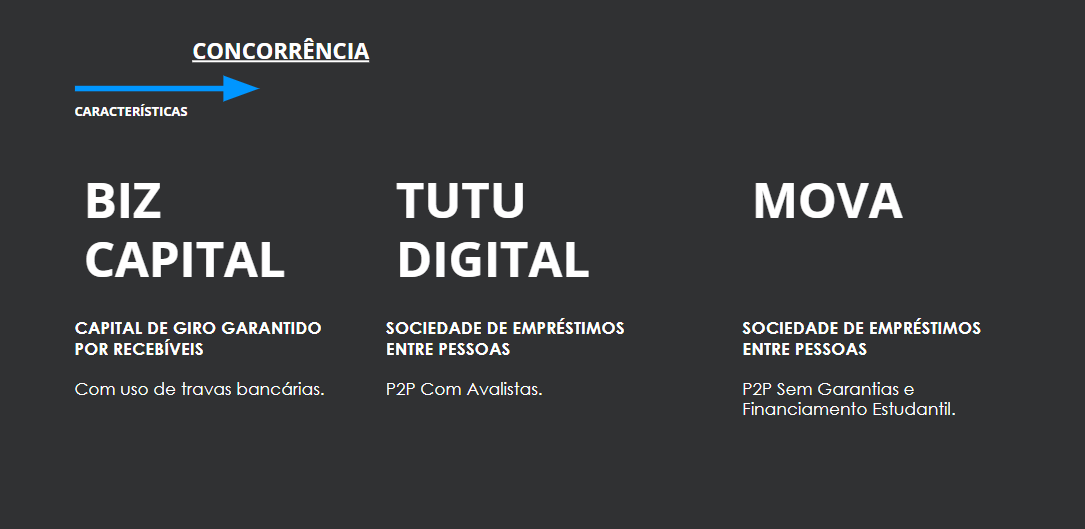 CONCORRÊNCIA
CARACTERÍSTICAS
BIZ
CAPITAL
CAPITAL DE GIRO GARANTIDO
POR RECEBÍVEIS
Com uso de travas bancárias.
TUTU
DIGITAL
SOCIEDADE DE EMPRÉSTIMOS
ENTRE PESSOAS
P2P Com Avalistas.
MOVA
SOCIEDADE DE EMPRÉSTIMOS
ENTRE PESSOAS
P2P Sem Garantias e
Financiamento Estudantil.